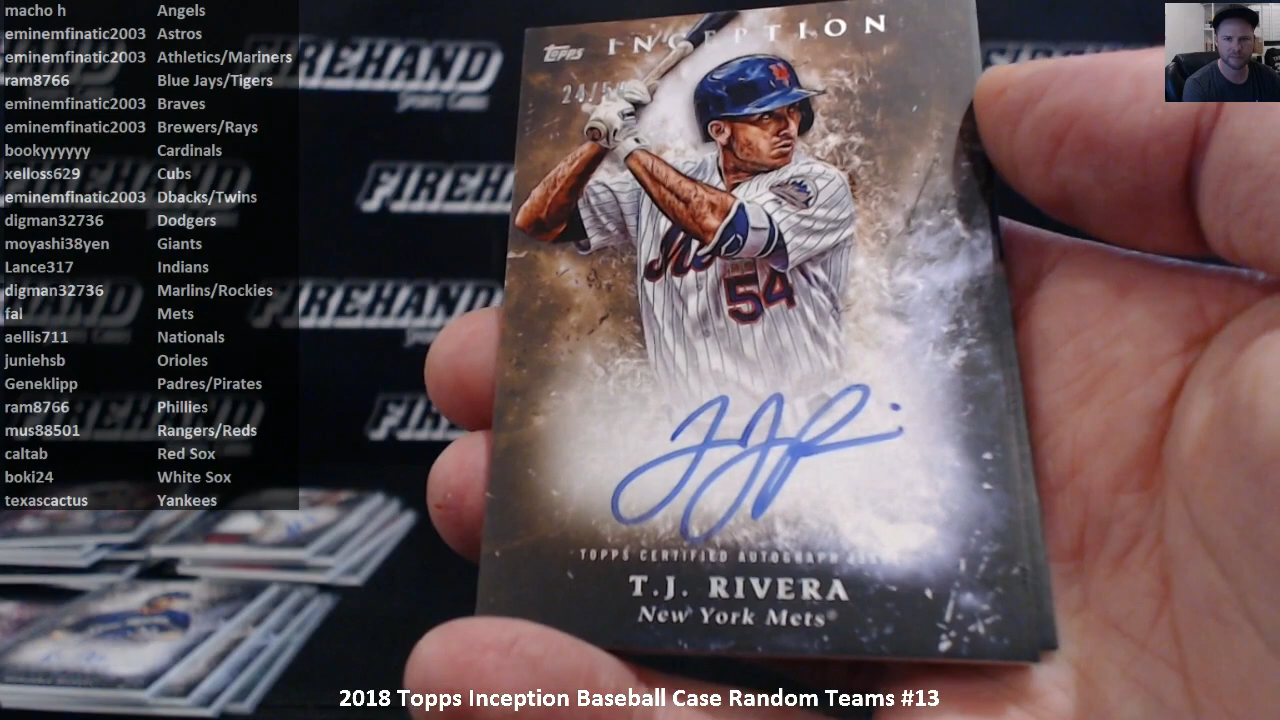 macho h Angels
eminemfinatic2003 Astros
eminemfinatic2003 Athletics/Mariners
ram8766 Blue Jays/Tigers
eminemfinatic2003 Braves
eminemfinatic2003 Brewers/Rays
bookyyyyyy Cardinals
xelloss629 Cubs
eminemfinatic2003 Dbacks/Twins
digman32736 Dodgers
moyashi38yen Giants
Lance317 Indians
digman32736 Marlins/Rockies
fal Mets
aellis711 Nationals
juniehsb Orioles
Geneklipp Padres/Pirates
ram8766 Phillies
mus88501 Rangers/Reds
caltab Red Sox
boki24 White Sox
texascactus Yankees
FIREHAND
FIREHAND
Topps INCEPTION
Mets
54
TOPPS CERTIFIED AUTOGRAPH
T.J. RIVERA
New York Mets
2018 Topps Inception Baseball Case Random Teams #13